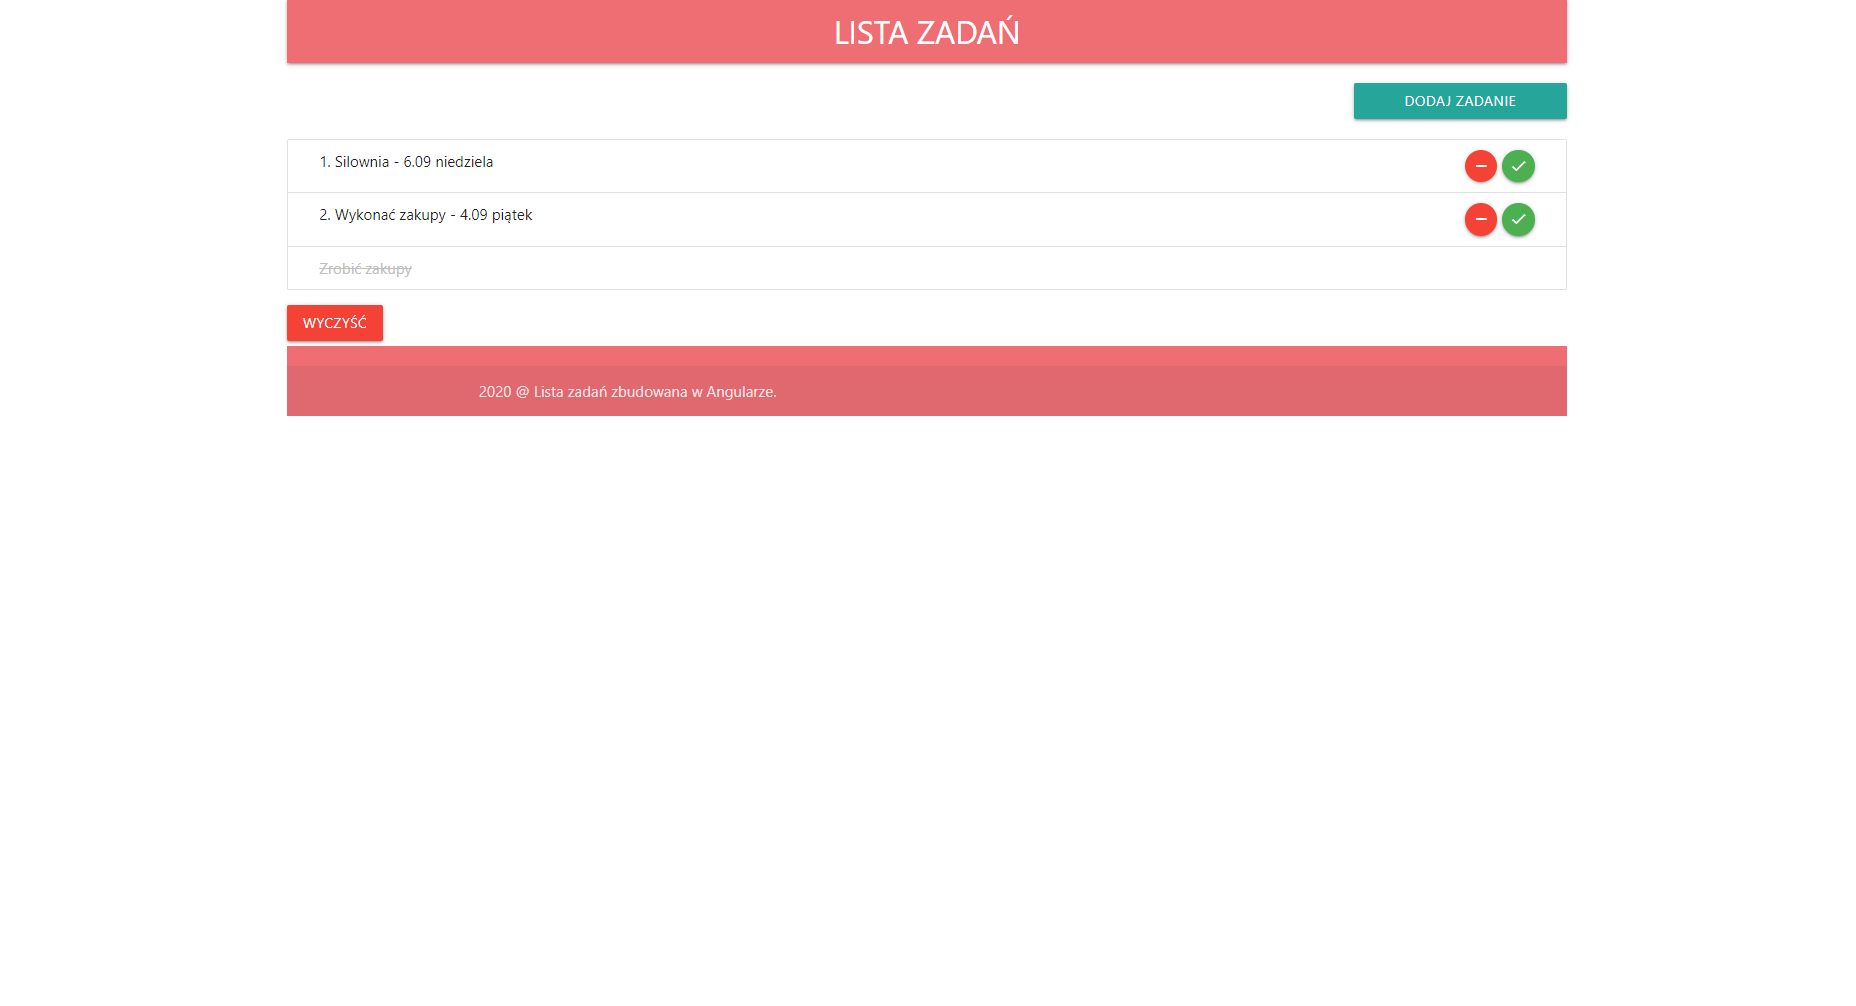 LISTA ZADAŃ
DODAJ ZADANIE
1. Silownia - 6.09 niedziela
2. Wykonać zakupy - 4.09 piątek
Zrobić zakupy
WYCZYŚĆ
2020 @ Lista zadań zbudowana w Angularze.